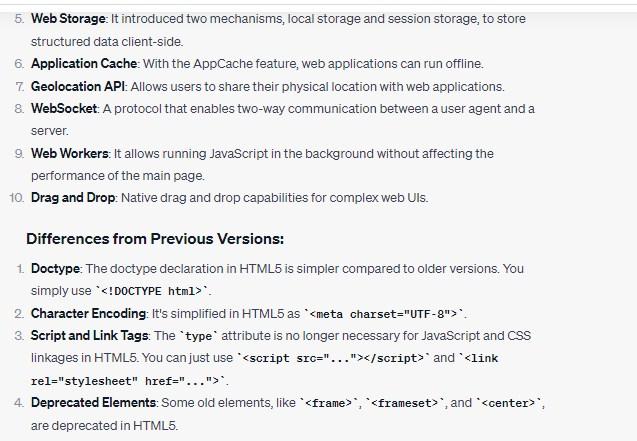 5. Web Storage: It introduced two mechanisms, local storage and session storage, to store
structured data client-side.
6. Application Cache: With the AppCache feature, web applications can run offline.
7. Geolocation API: Allows users to share their physical location with web applications.
8. WebSocket: A protocol that enables two-way communication between a user agent and a
server.
9. Web Workers: It allows running JavaScript in the background without affecting the
performance of the main page.
10. Drag and Drop: Native drag and drop capabilities for complex web UIs.
Differences from Previous Versions:
1. Doctype: The doctype declaration in HTML5 is simpler compared to older versions. You
simply use `<!DOCTYPE html>`.
2. Character Encoding: It's simplified in HTML5 as `<meta charset="UTF-8">`.
3. Script and Link Tags: The `type` attribute is no longer necessary for JavaScript and CSS
linkages in HTML5. You can just use `<script src="..."></script>` and `<link
rel="stylesheet" href="...">`.
4. Deprecated Elements: Some old elements, like `<frame>`, `<frameset>`, and `<center>`,
are deprecated in HTML5.